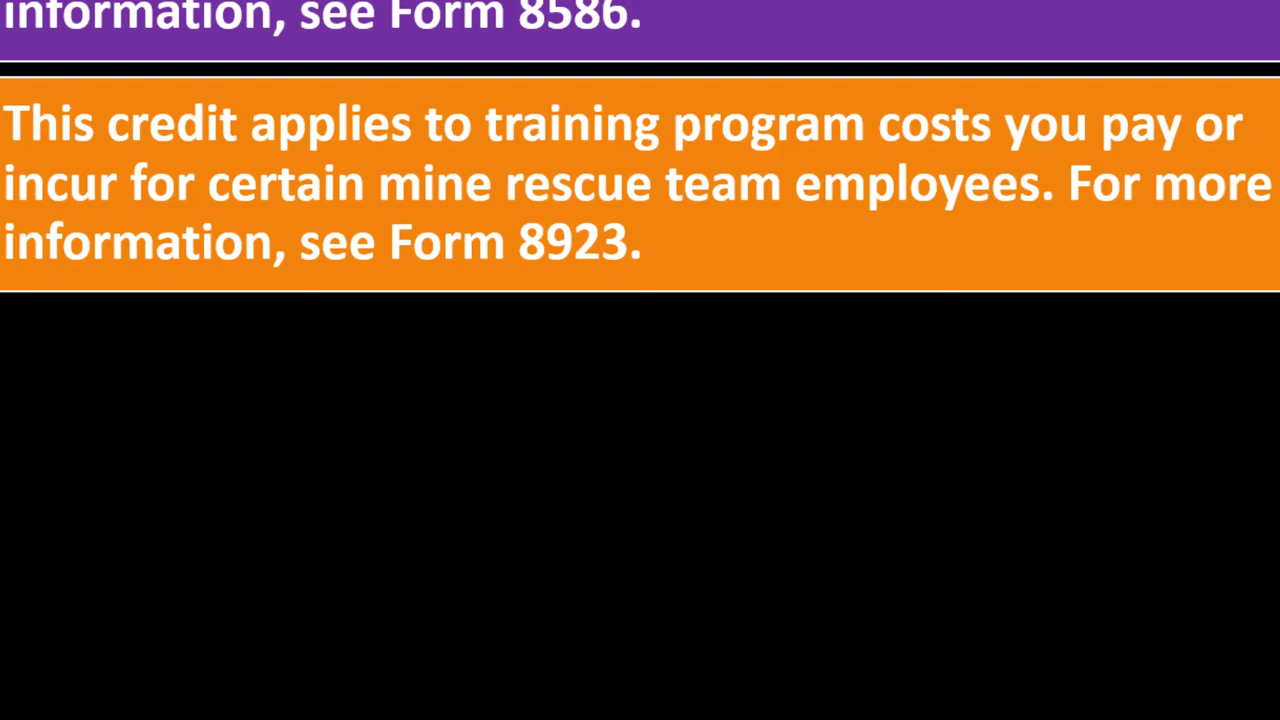 information, see Form 8586.
This credit applies to training program costs you pay or
incur for certain mine rescue team employees. For more
information, see Form 8923.